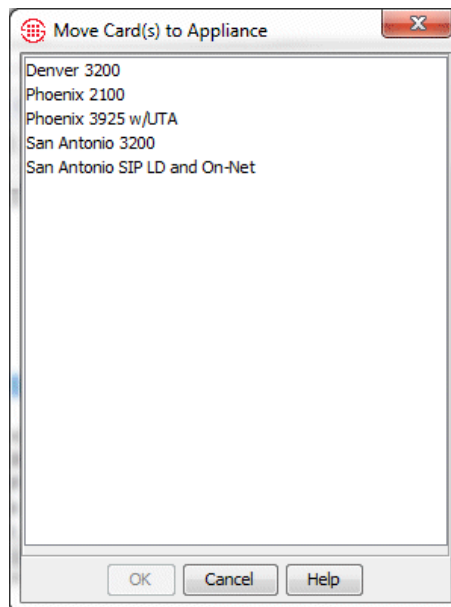 Move Card(s) to Appliance
Denver 3200
Phoenix 2100
Phoenix 3925 w/UTA
San Antonio 3200
San Antonio SIP LD and On-Net
OK Cancel Help